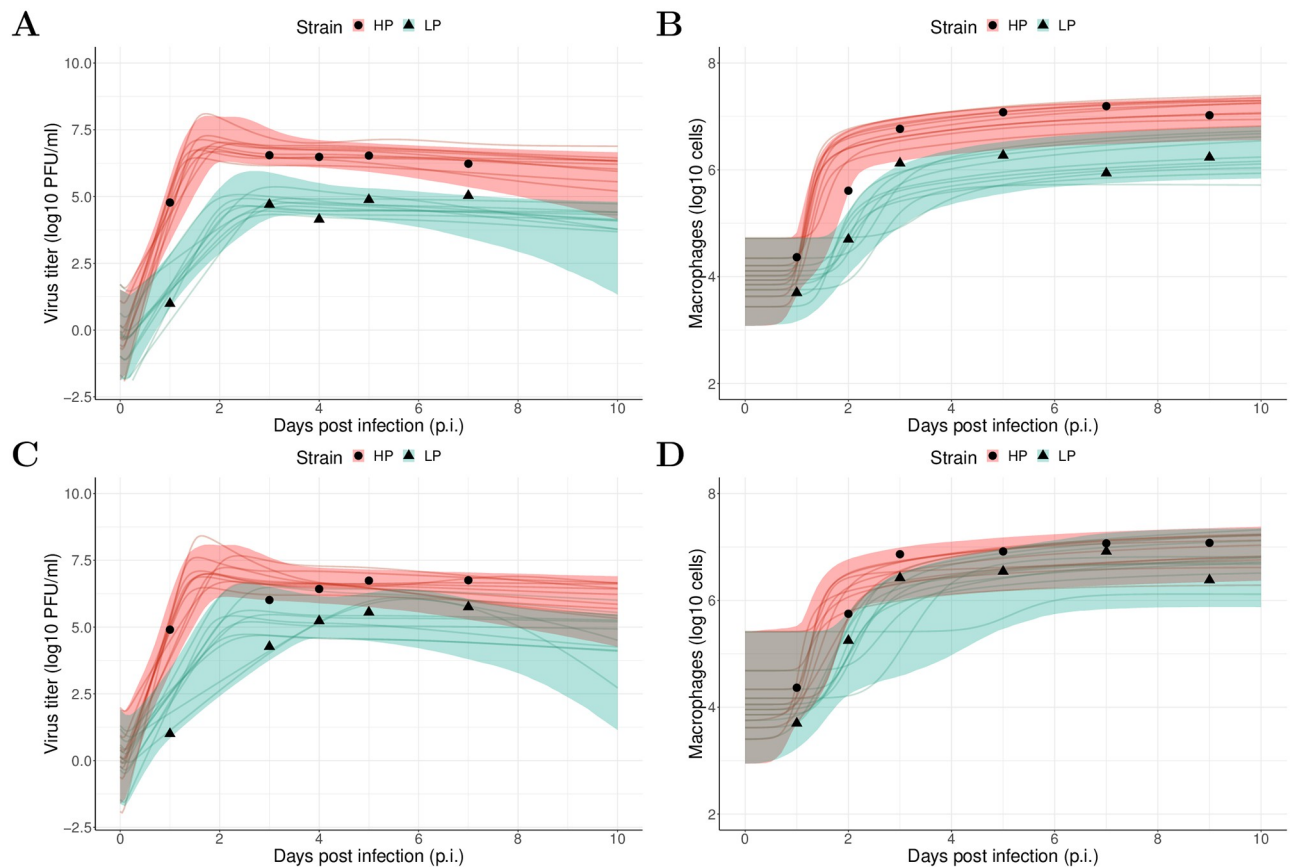 A
Strain HP LP
Virus titer (log10 PFU/ml)
10.0
7.5
5.0
2.5
0.0
−2.5
0 2 4 6 8 10
Days post infection (p.i.)
B
Strain HP LP
Macrophages (log10 cells)
8
6
4
2
0 2 4 6 8 10
Days post infection (p.i.)
C
Strain HP LP
Virus titer (log10 PFU/ml)
10.0
7.5
5.0
2.5
0.0
−2.5
0 2 4 6 8 10
Days post infection (p.i.)
D
Strain HP LP
Macrophages (log10 cells)
8
6
4
2
0 2 4 6 8 10
Days post infection (p.i.)